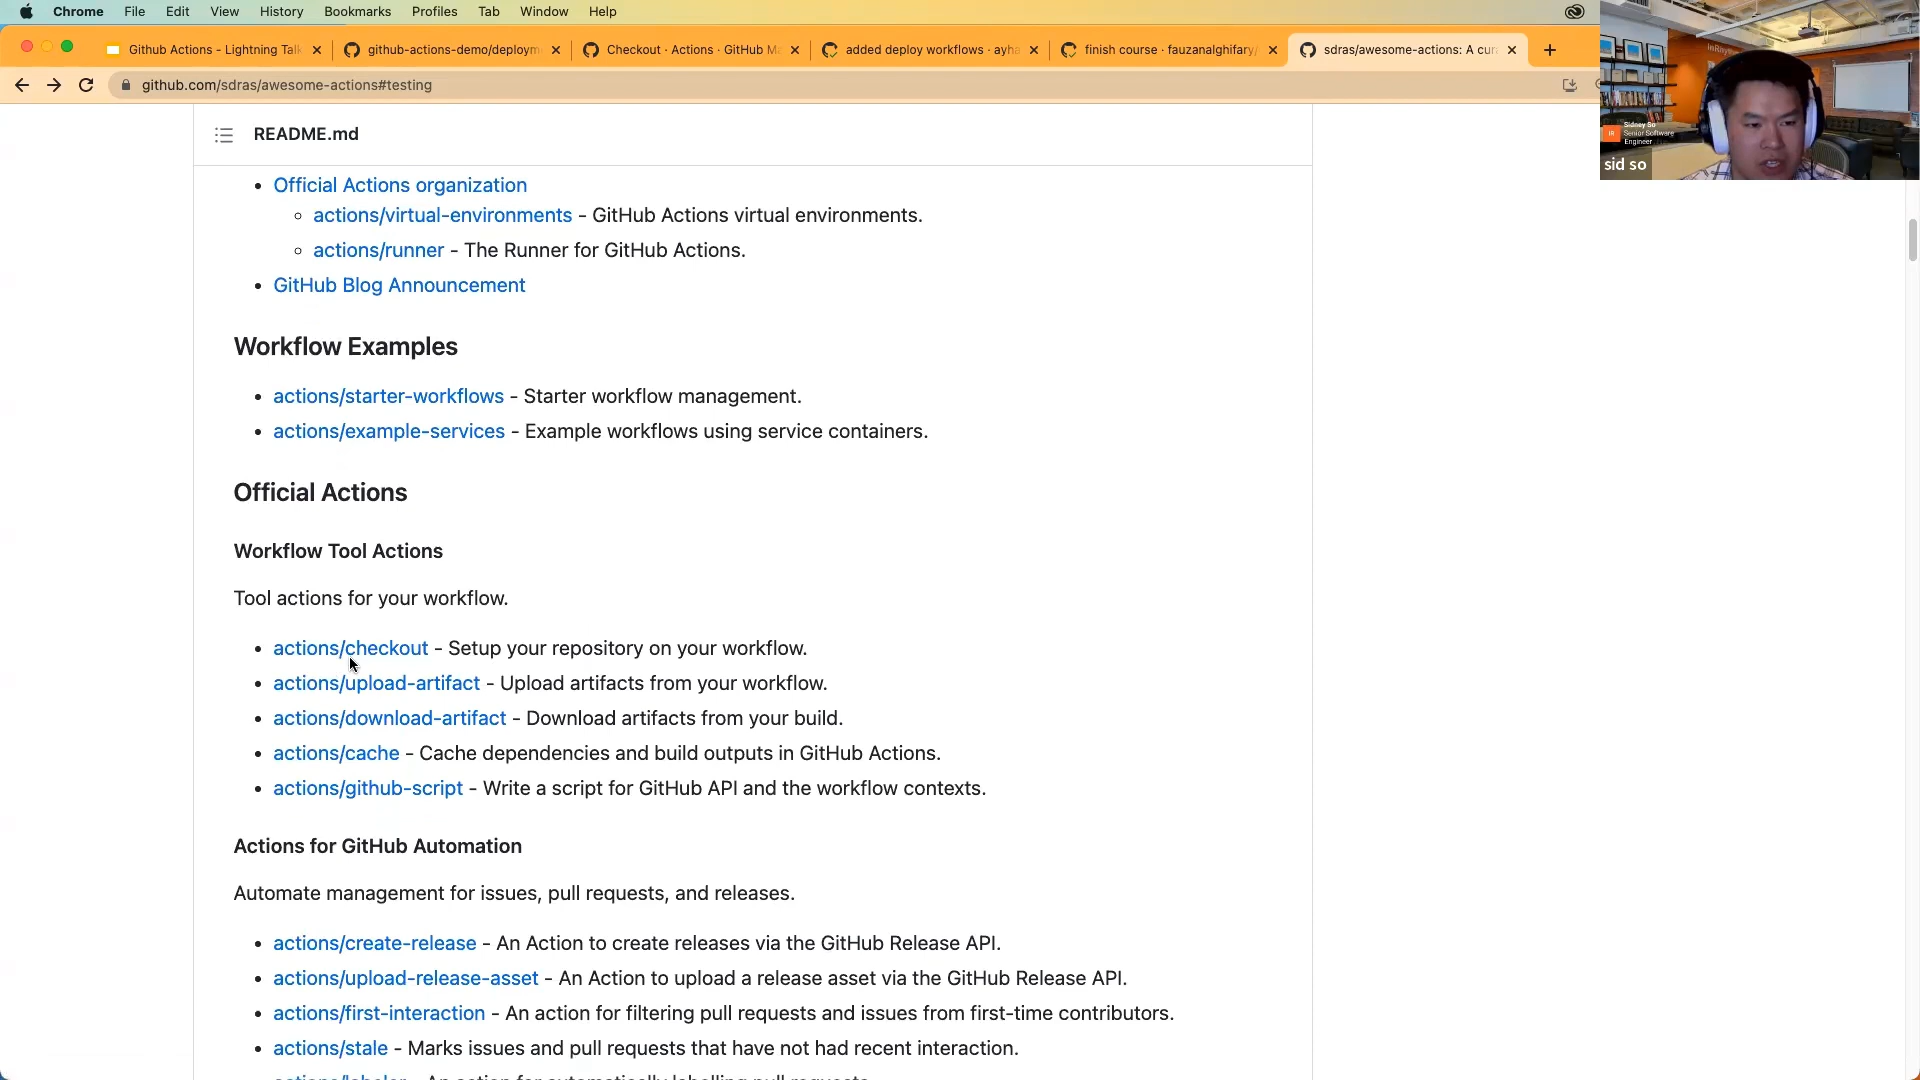 Chrome File Edit View History Bookmarks Profiles Tab Window Help
Github Actions - Lightning Talk
github-actions-demo/deploym
Checkout · Actions · GitHub Ma
added deploy workflows · ayha
finish course · fauzanalghifary/
sdras/awesome-actions: A cur
github.com/sdras/awesome-actions#testing
Sidney So
Senior Software
Engineer
sid so
README.md
Official Actions organization
actions/virtual-environments - GitHub Actions virtual environments.
actions/runner - The Runner for GitHub Actions.
GitHub Blog Announcement
Workflow Examples
actions/starter-workflows - Starter workflow management.
actions/example-services - Example workflows using service containers.
Official Actions
Workflow Tool Actions
Tool actions for your workflow.
actions/checkout - Setup your repository on your workflow.
actions/upload-artifact - Upload artifacts from your workflow.
actions/download-artifact - Download artifacts from your build.
actions/cache - Cache dependencies and build outputs in GitHub Actions.
actions/github-script - Write a script for GitHub API and the workflow contexts.
Actions for GitHub Automation
Automate management for issues, pull requests, and releases.
actions/create-release - An Action to create releases via the GitHub Release API.
actions/upload-release-asset - An Action to upload a release asset via the GitHub Release API.
actions/first-interaction - An action for filtering pull requests and issues from first-time contributors.
actions/stale - Marks issues and pull requests that have not had recent interaction.
actions/labeler - An action for automatically labelling pull requests.